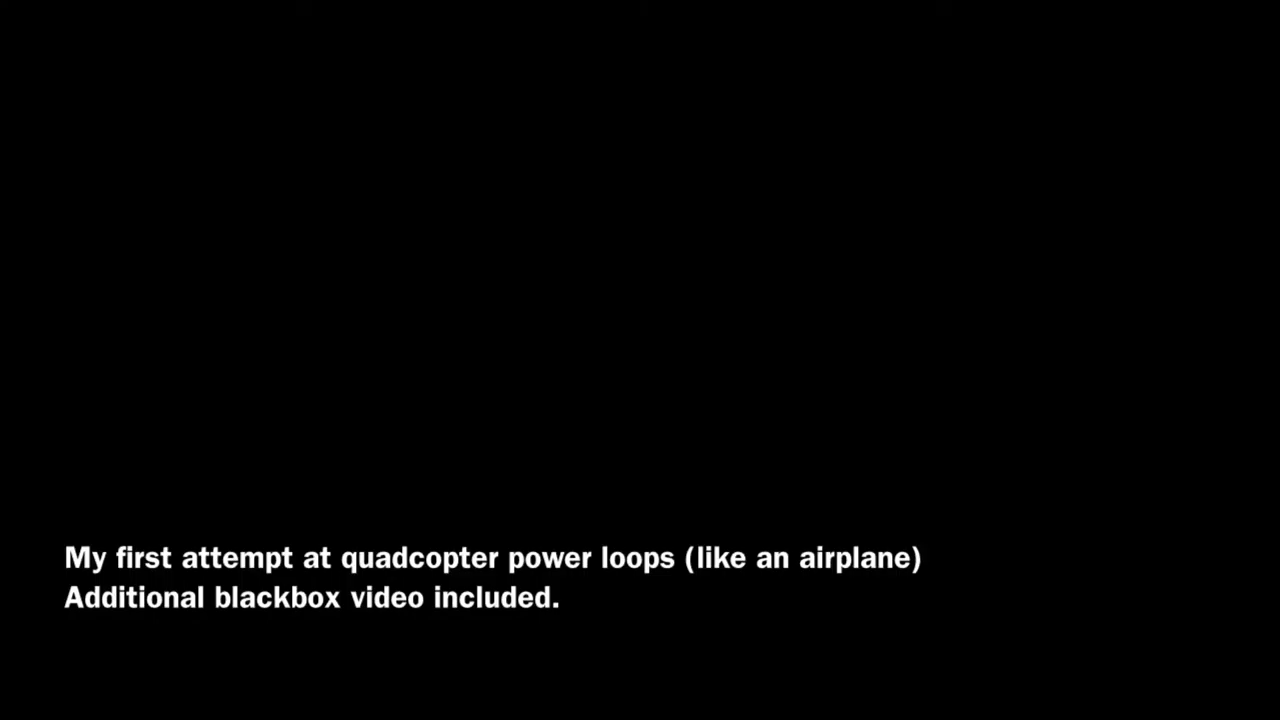 My first attempt at quadcopter power loops (like an airplane)
Additional blackbox video included.